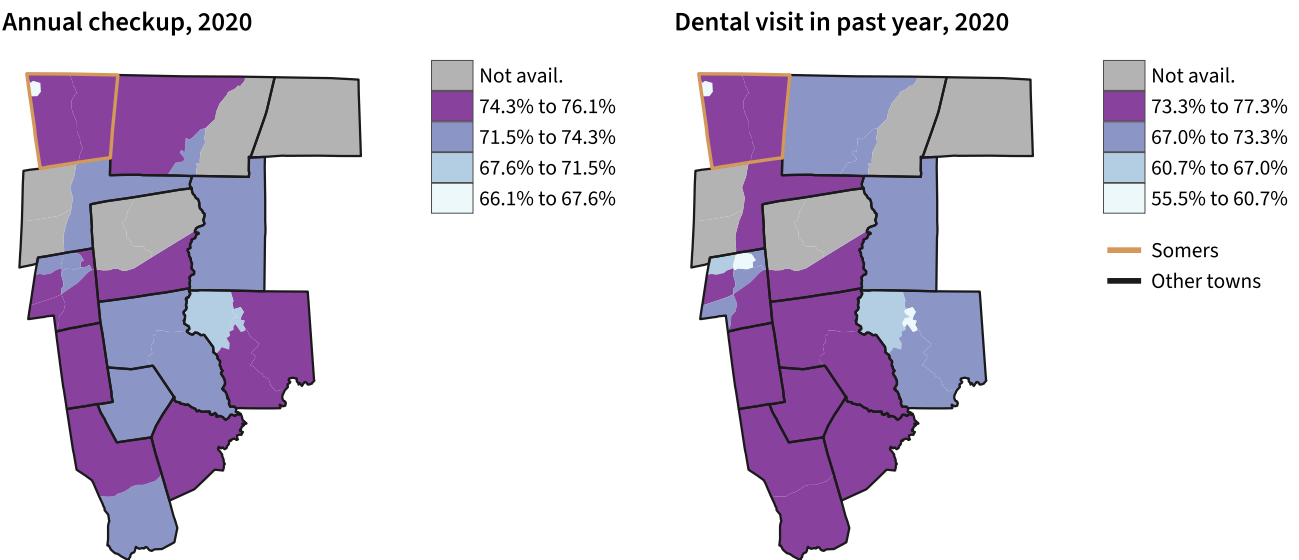 Annual checkup, 2020
Not avail.
74.3% to 76.1%
71.5% to 74.3%
67.6% to 71.5%
66.1% to 67.6%
Dental visit in past year, 2020
Not avail.
73.3% to 77.3%
67.0% to 73.3%
60.7% to 67.0%
55.5% to 60.7%
Somers
Other towns